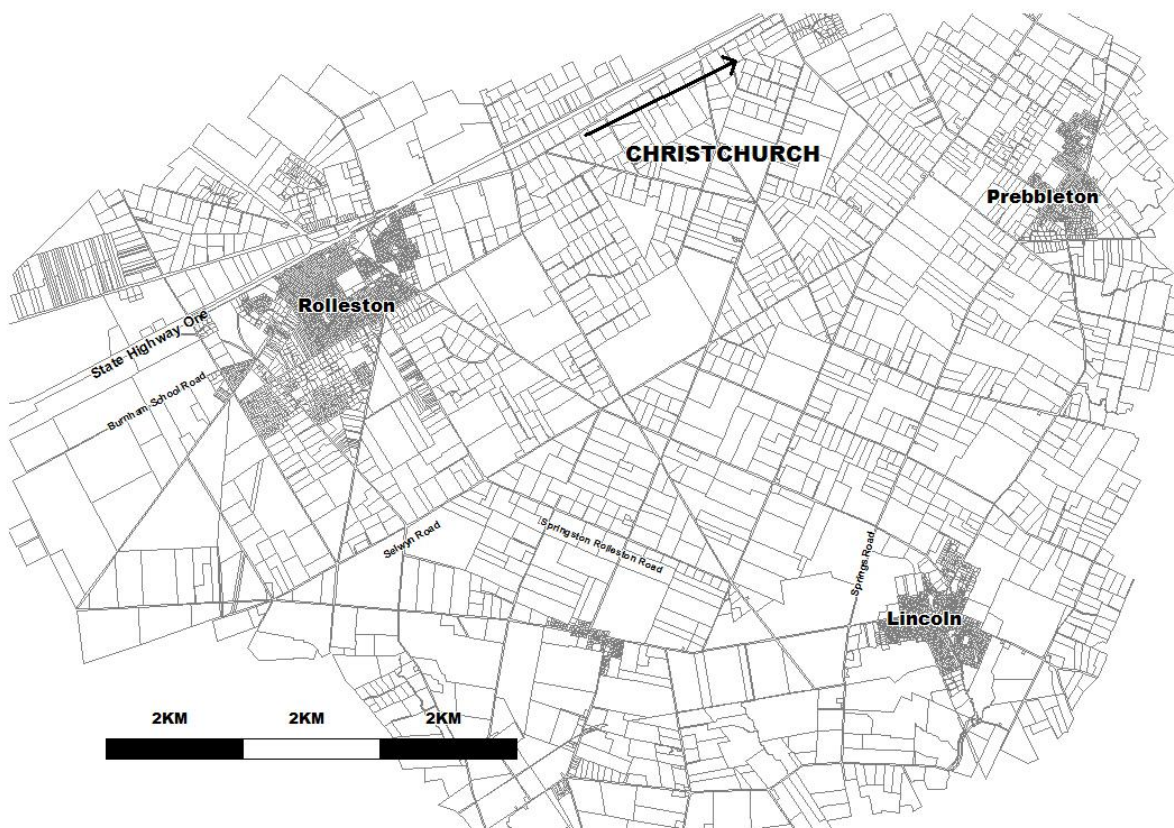 CHRISTCHURCH
Prebbleton
Rolleston
State Highway One
Burnham School Road
Selwyn Road
Springston Rolleston Road
Springs Road
Lincoln
2KM 2KM 2KM